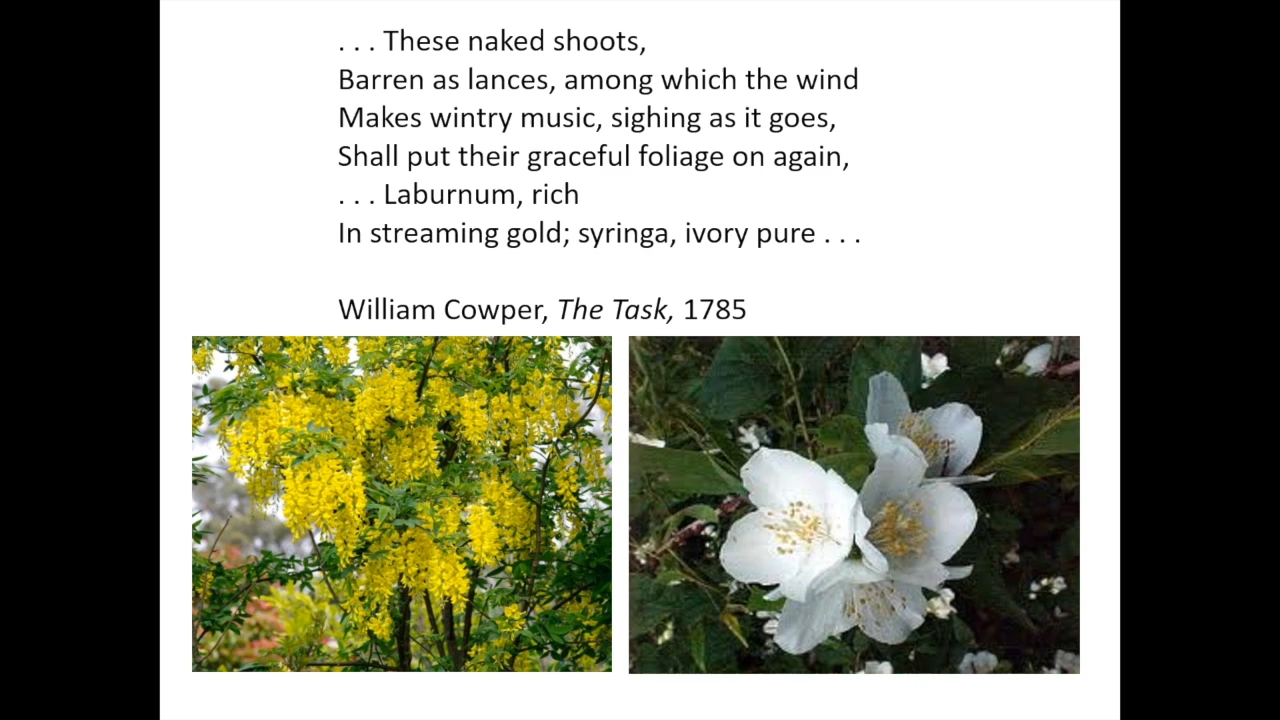 . . . These naked shoots,
Barren as lances, among which the wind
Makes wintry music, sighing as it goes,
Shall put their graceful foliage on again,
. . . Laburnum, rich
In streaming gold; syringa, ivory pure . . .
William Cowper, The Task, 1785